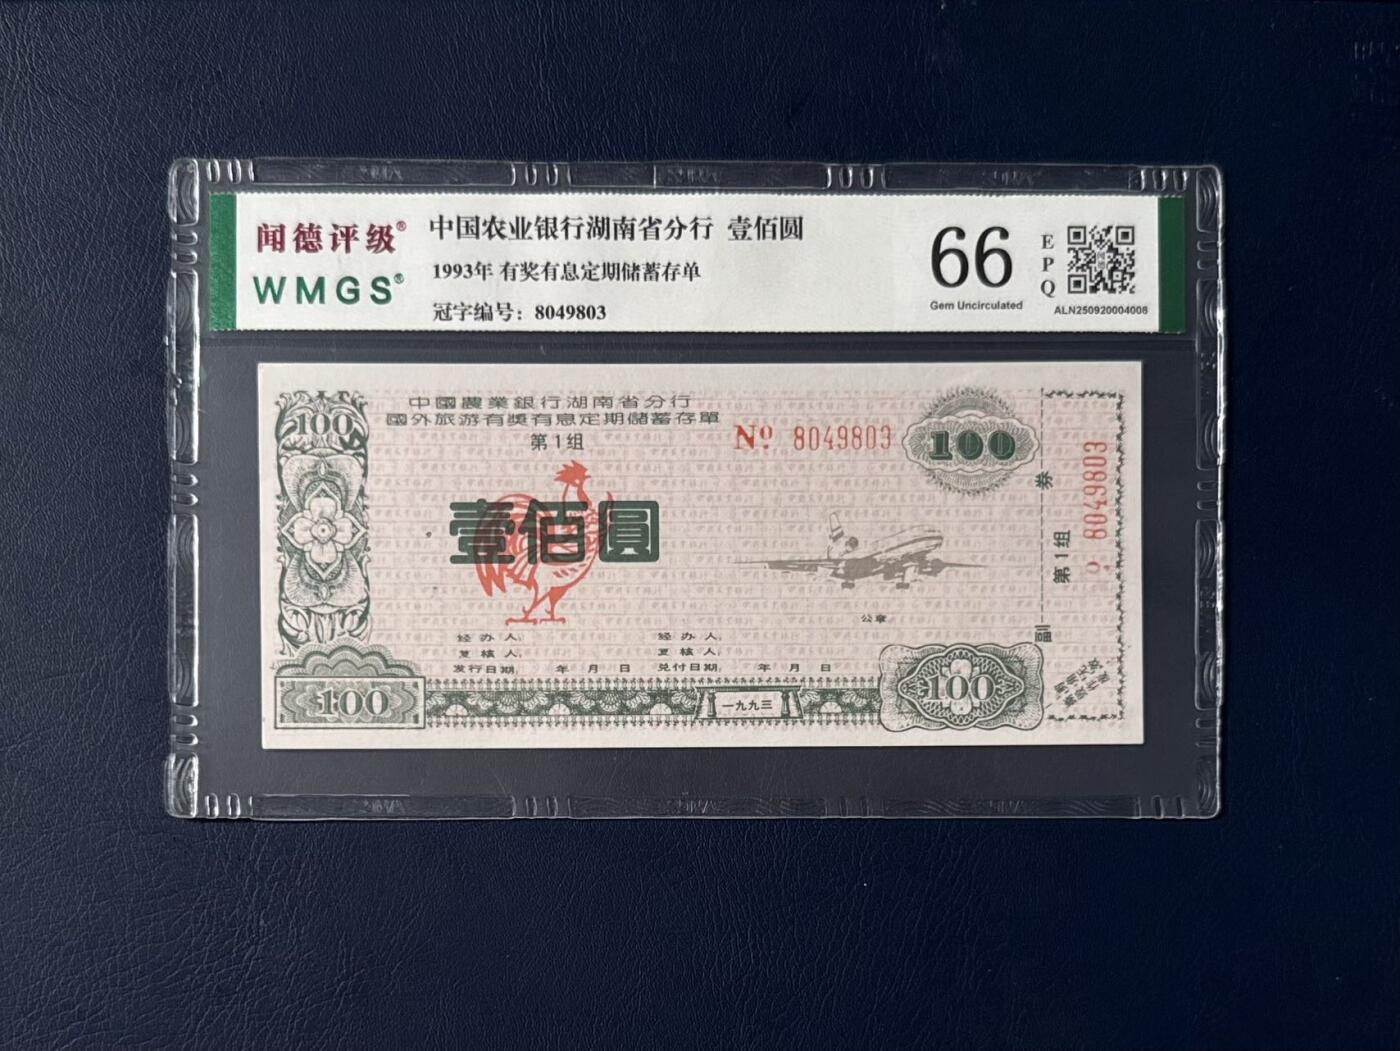 闻德评级®
WMGS®
中国农业银行湖南省分行 壹佰圆
1993年 有奖有息定期储蓄存单
冠字编号：8049803
66
Gem Uncirculated
EPQ
ALN250920004006
中國農業銀行湖南省分行
國外旅游有獎有息定期儲蓄存單
第1组
Nº 8049803
100
100
壹佰圓
公章
经办人：
经办人：
复核人：
复核人：
发行日期： 年 月 日
兑付日期： 年 月 日
100
一九九三
100
副 券
第1组
8049803